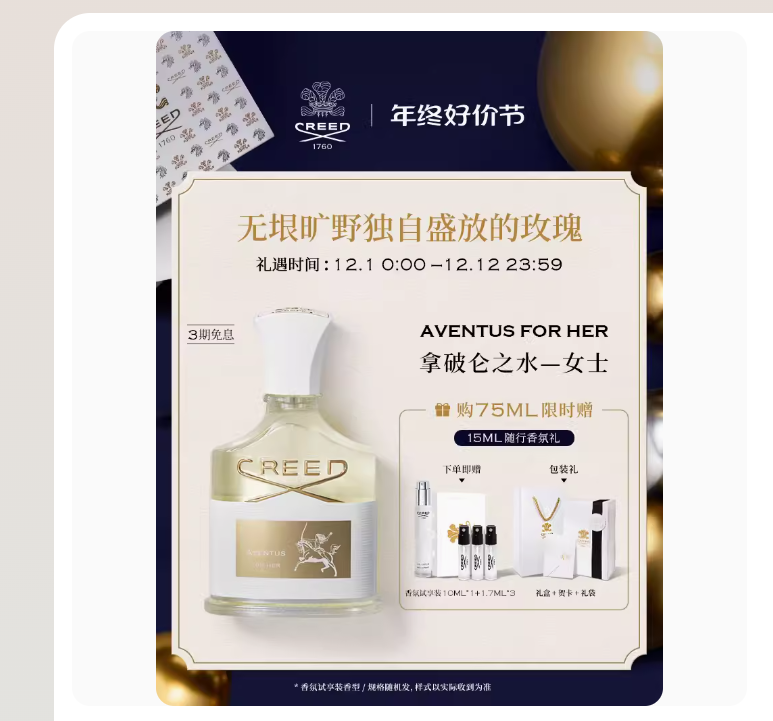 CREED
1760
年终好价节
无垠旷野独自盛放的玫瑰
礼遇时间:12.1 0:00—12.12 23:59
3期免息
AVENTUS FOR HER
拿破仑之水—女士
购75ML限时赠
15ML随行香氛礼
下单即赠
包装礼
CREED
AVENTUS
香氛试享装10ML*1+1.7ML*3
礼盒+贺卡+礼袋
*香氛试享装香型/规格随机发,样式以实际收到为准